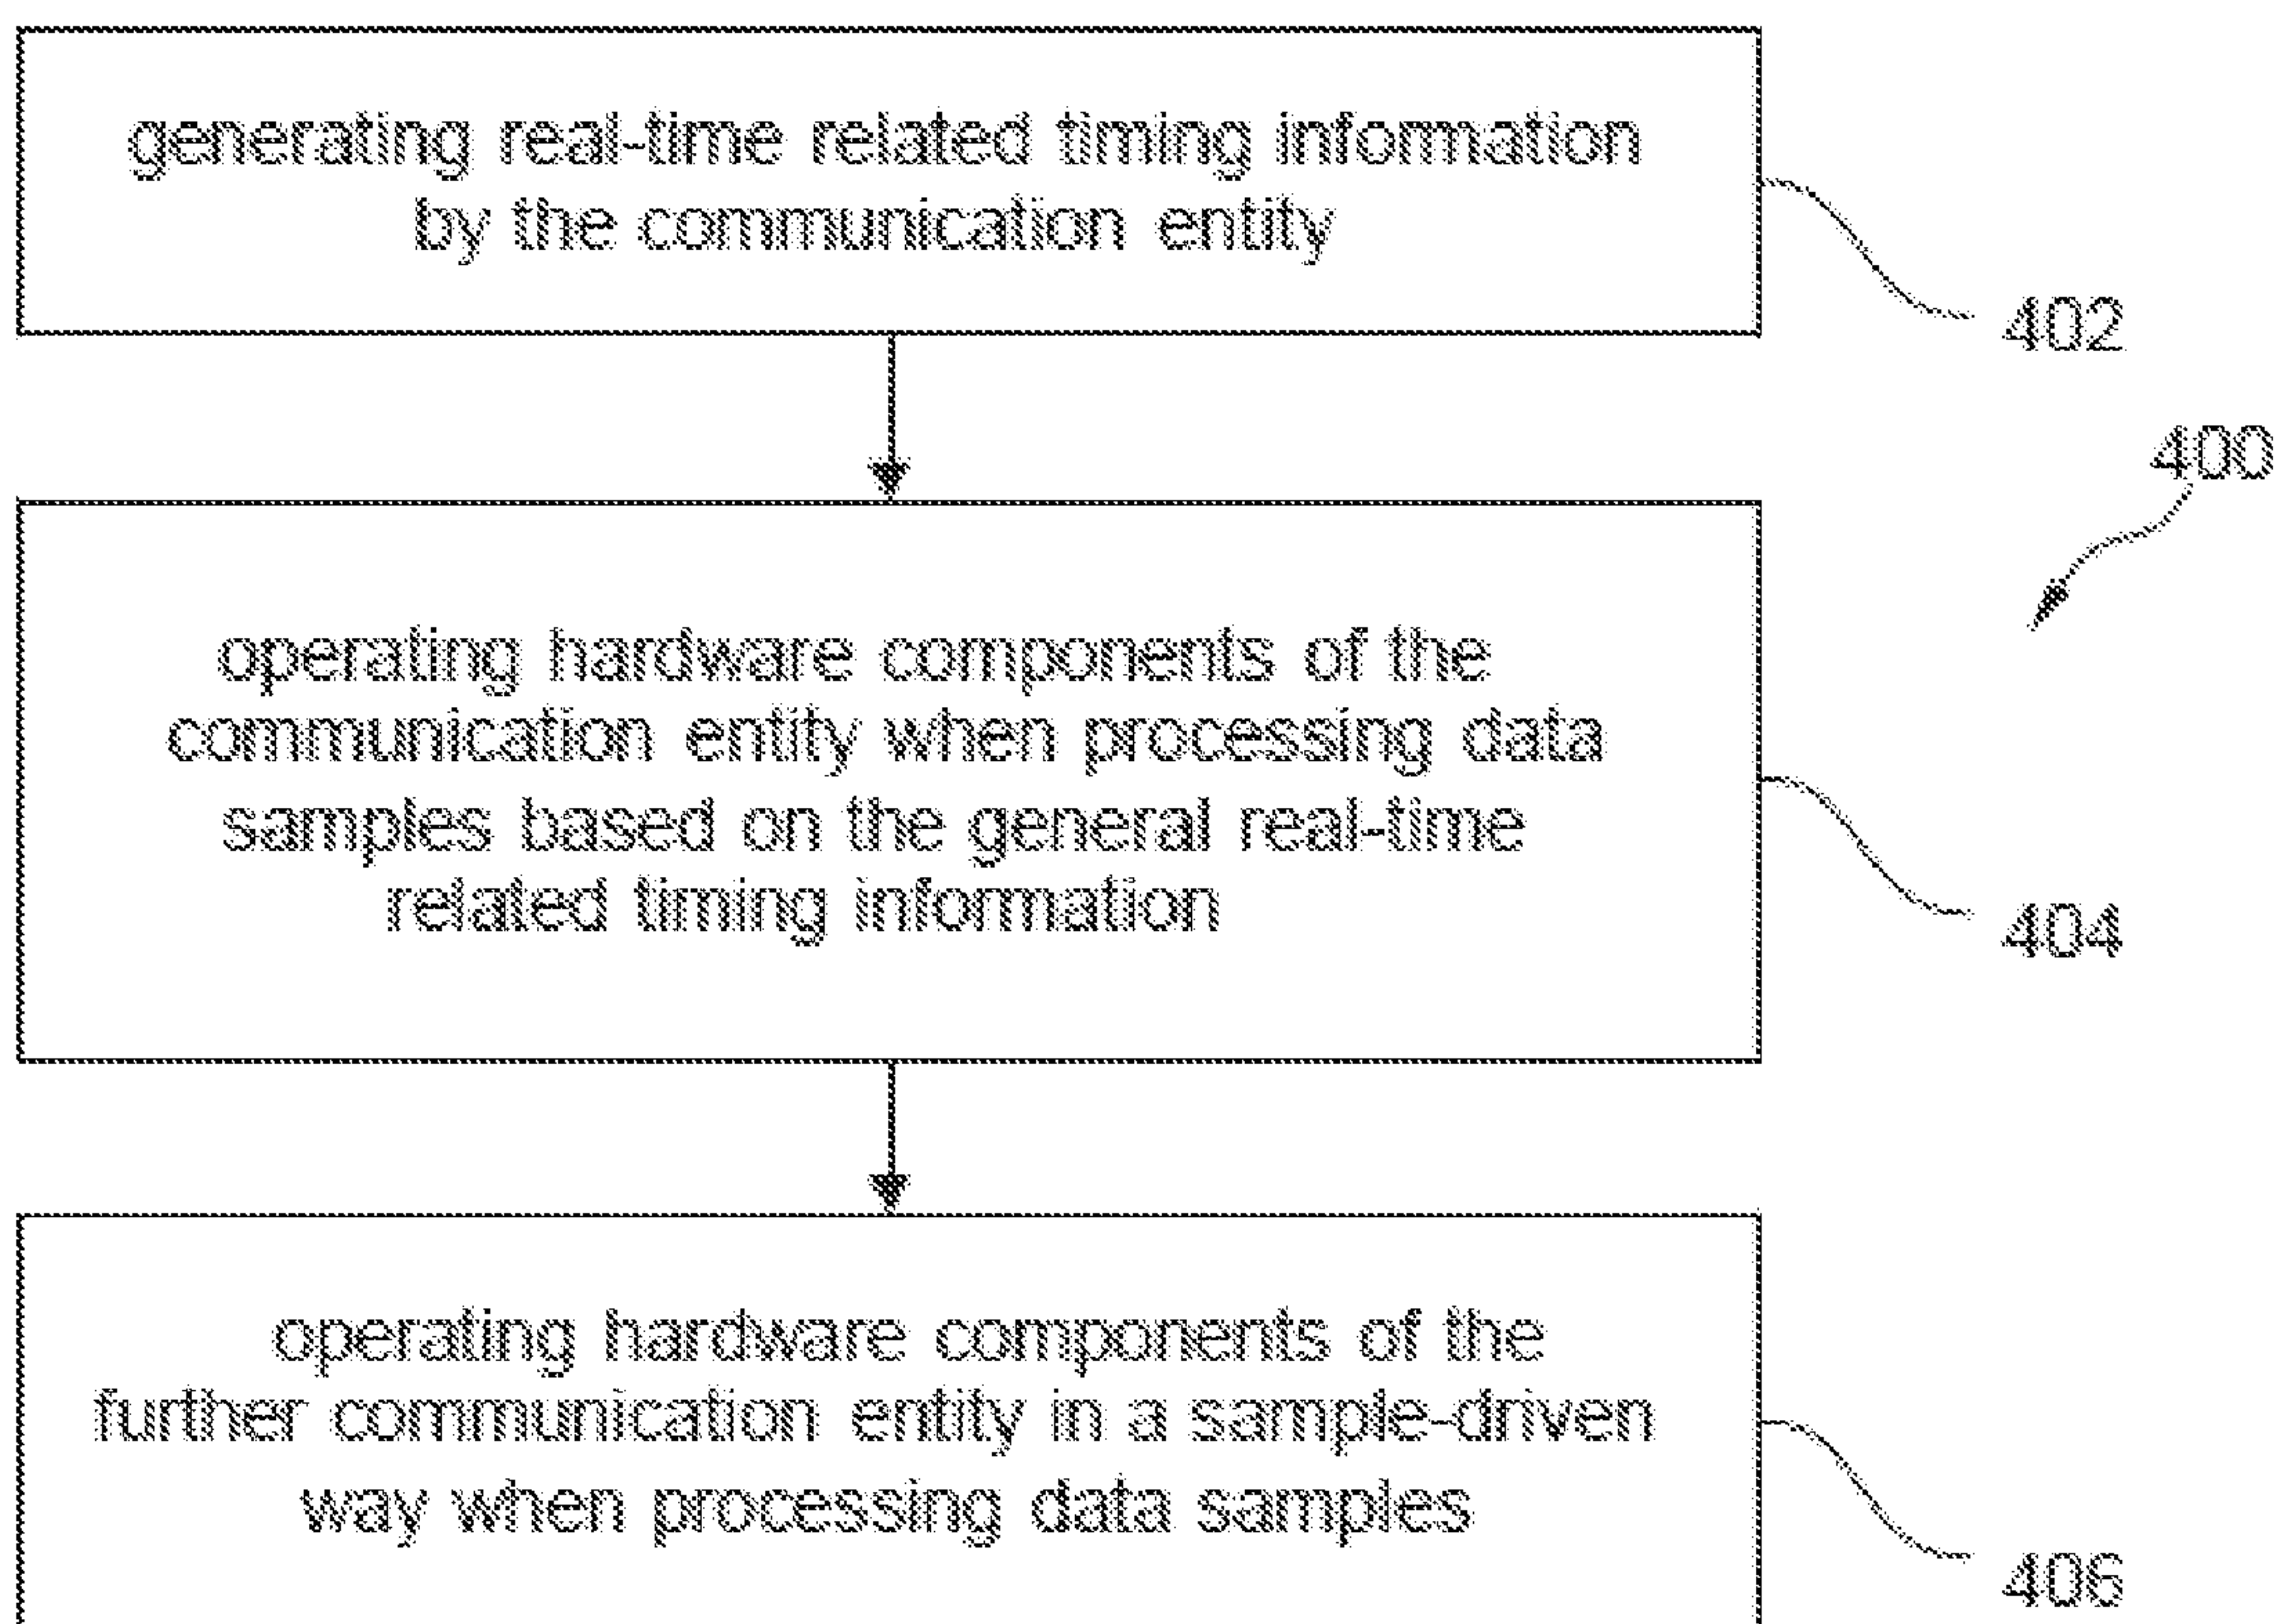 generating real-time related timing information
by the communication entity
402
400
operating hardware components of the
communication entity when processing data
samples based on the general real-time
related timing information
404
operating hardware components of the
further communication entity in a sample-driven
way when processing data samples
406